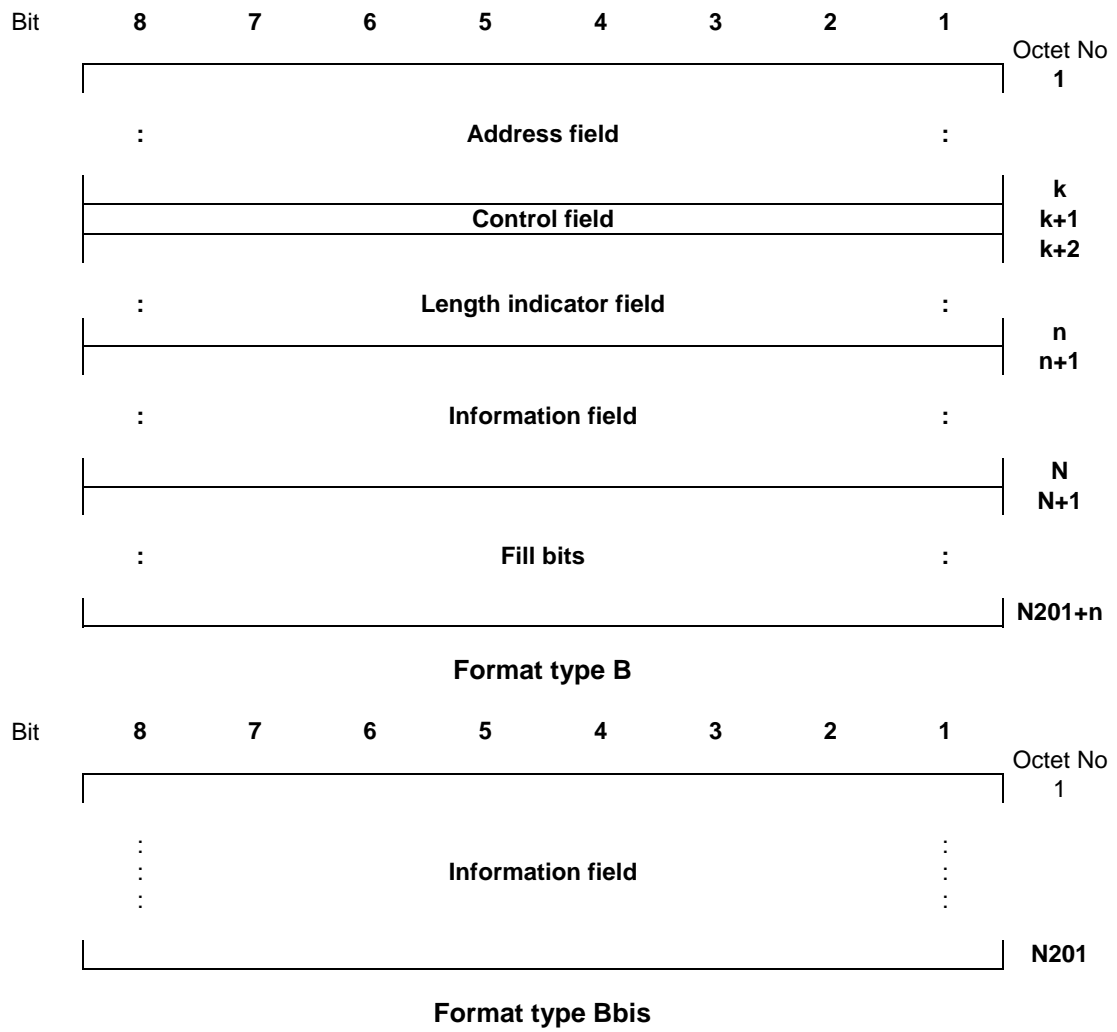 Bit 8 7 6 5 4 3 2 1
Octet No
1
: Address field :
k
Control field k+1
k+2
: Length indicator field :
n
n+1
: Information field :
N
N+1
: Fill bits :
N201+n
Format type B
Bit 8 7 6 5 4 3 2 1
Octet No
1
: :
: Information field :
: :
N201
Format type Bbis